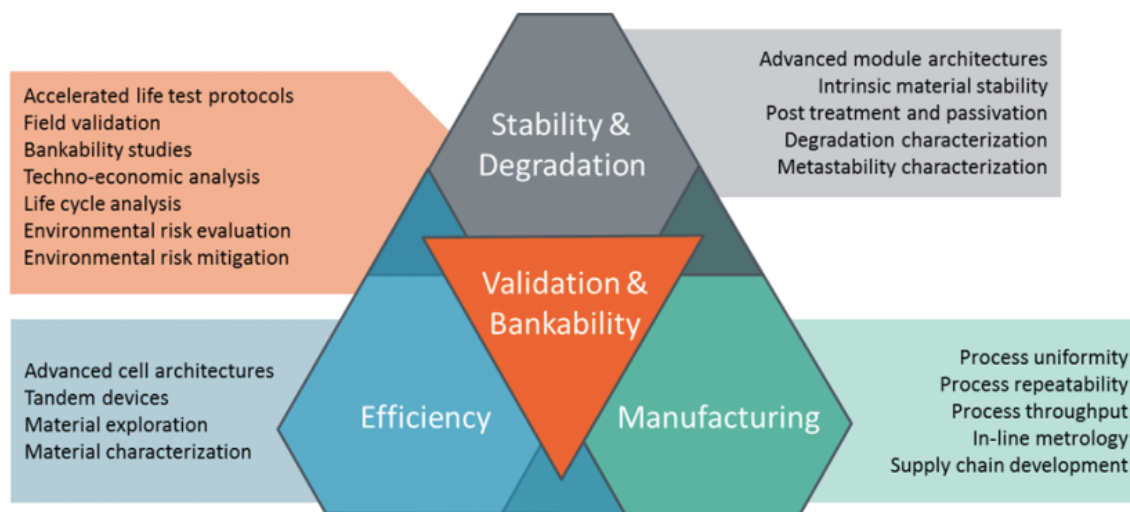 Accelerated life test protocols
Field validation
Bankability studies
Techno-economic analysis
Life cycle analysis
Environmental risk evaluation
Environmental risk mitigation
Stability &
Degradation
Advanced module architectures
Intrinsic material stability
Post treatment and passivation
Degradation characterization
Metastability characterization
Validation &
Bankability
Advanced cell architectures
Tandem devices
Material exploration
Material characterization
Efficiency
Manufacturing
Process uniformity
Process repeatability
Process throughput
In-line metrology
Supply chain development